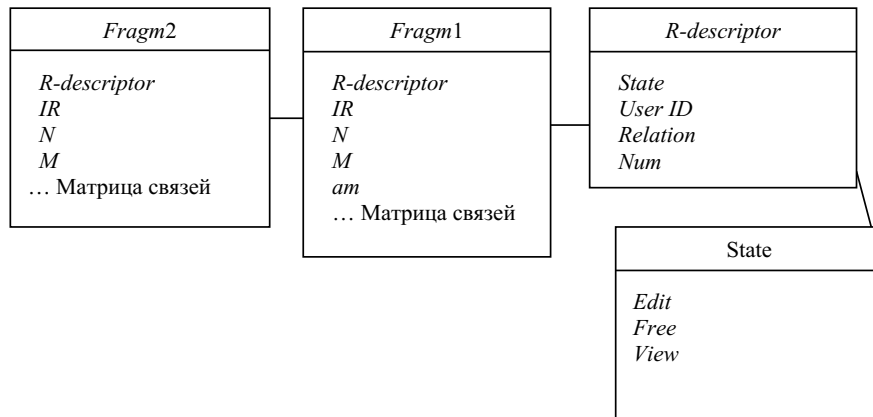 Fragm2
R-descriptor
IR
N
M
… Матрица связей
Fragm1
R-descriptor
IR
N
M
am
… Матрица связей
R-descriptor
State
User ID
Relation
Num
State
Edit
Free
View